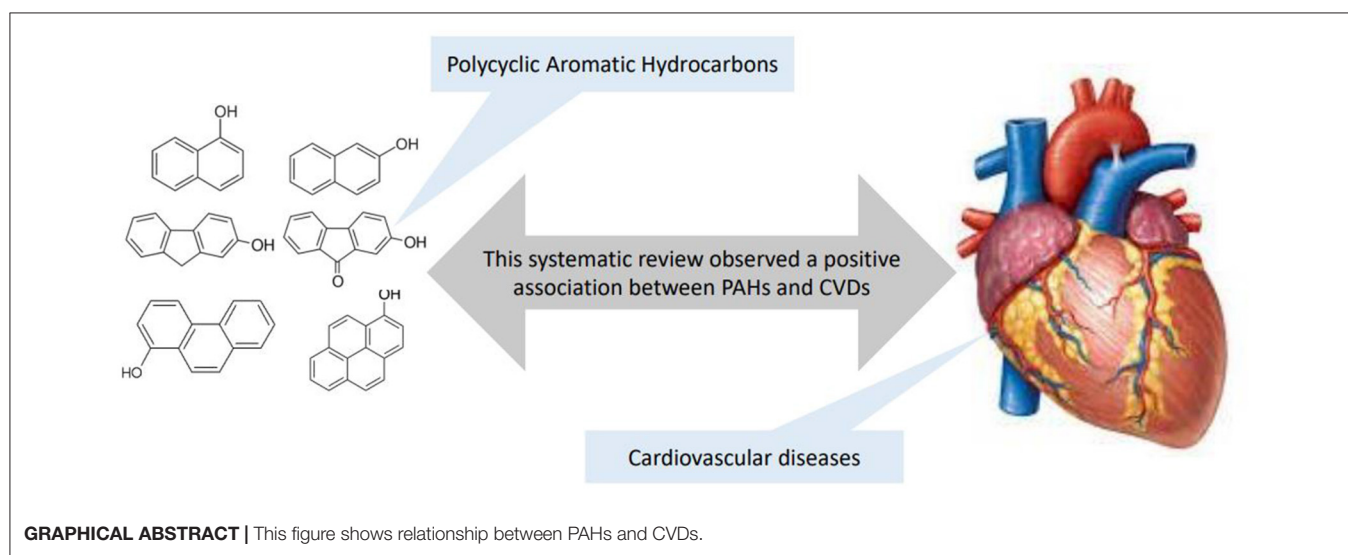 Polycyclic Aromatic Hydrocarbons
OH
OH
OH
OH
O
OH
HO
This systematic review observed a positive
association between PAHs and CVDs
Cardiovascular diseases
GRAPHICAL ABSTRACT | This figure shows relationship between PAHs and CVDs.